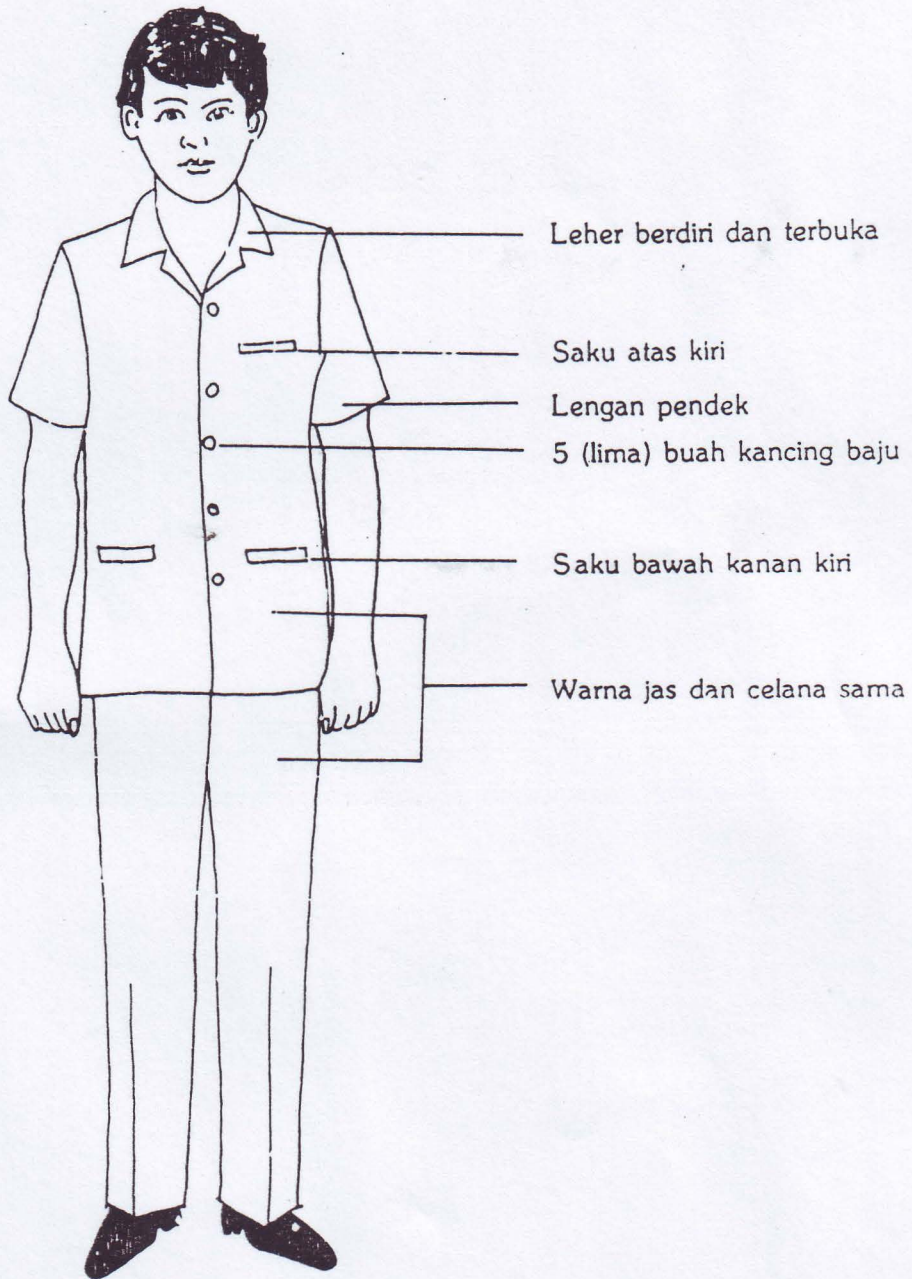 Leher berdiri dan terbuka
Saku atas kiri
Lengan pendek
5 (lima) buah kancing baju
Saku bawah kanan kiri
Warna jas dan celana sama